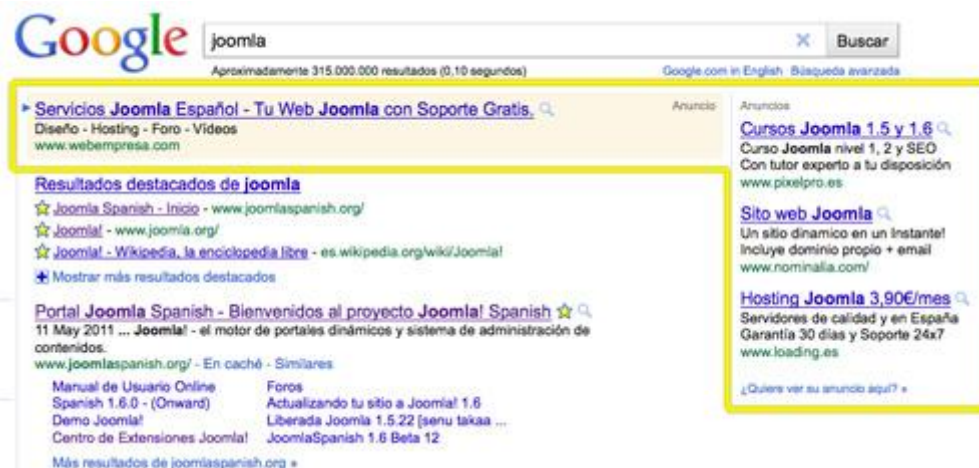 Google
joomla
Buscar
Aproximadamente 315.000.000 resultados (0,10 segundos)
Google.com in English Búsqueda avanzada
Servicios Joomla Español - Tu Web Joomla con Soporte Gratis.
Anuncio
Diseño - Hosting - Foro - Vídeos
www.webempresa.com
Resultados destacados de joomla
Joomla Spanish - Inicio - www.joomlaspanish.org/
Joomla! - www.joomla.org/
Joomla! - Wikipedia, la enciclopedia libre - es.wikipedia.org/wiki/Joomla!
Mostrar más resultados destacados
Portal Joomla Spanish - Bienvenidos al proyecto Joomla! Spanish
11 May 2011 ... Joomla! - el motor de portales dinámicos y sistema de administración de
contenidos.
www.joomlaspanish.org/ - En caché - Similares
Manual de Usuario Online Foros
Spanish 1.6.0 - (Onward) Actualizando tu sitio a Joomla! 1.6
Demo Joomla! Liberada Joomla 1.5.22 [senu takaa ...
Centro de Extensiones Joomla! JoomlaSpanish 1.6 Beta 12
Más resultados de joomlaspanish.org »
Anuncios
Cursos Joomla 1.5 y 1.6
Curso Joomla nivel 1, 2 y SEO
Con tutor experto a tu disposición
www.pixelpro.es
Sito web Joomla
Un sitio dinamico en un Instante!
Incluye dominio propio + email
www.nominalia.com/
Hosting Joomla 3,90€/mes
Servidores de calidad y en España
Garantía 30 días y Soporte 24x7
www.loading.es
¿Quiere ver su anuncio aquí? »